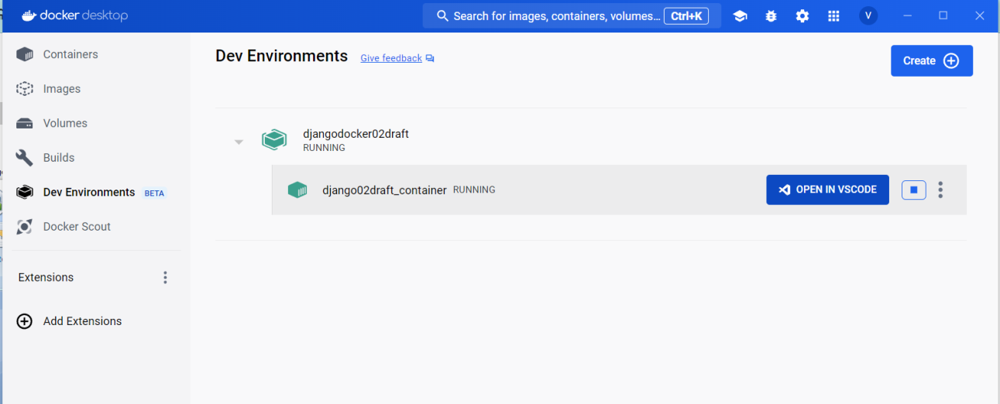 docker desktop
Search for images, containers, volumes... Ctrl+K
V
Containers
Images
Volumes
Builds
Dev Environments BETA
Docker Scout
Extensions
Add Extensions
Dev Environments Give feedback
Create
djangodocker02draft
RUNNING
django02draft_container RUNNING
OPEN IN VSCODE